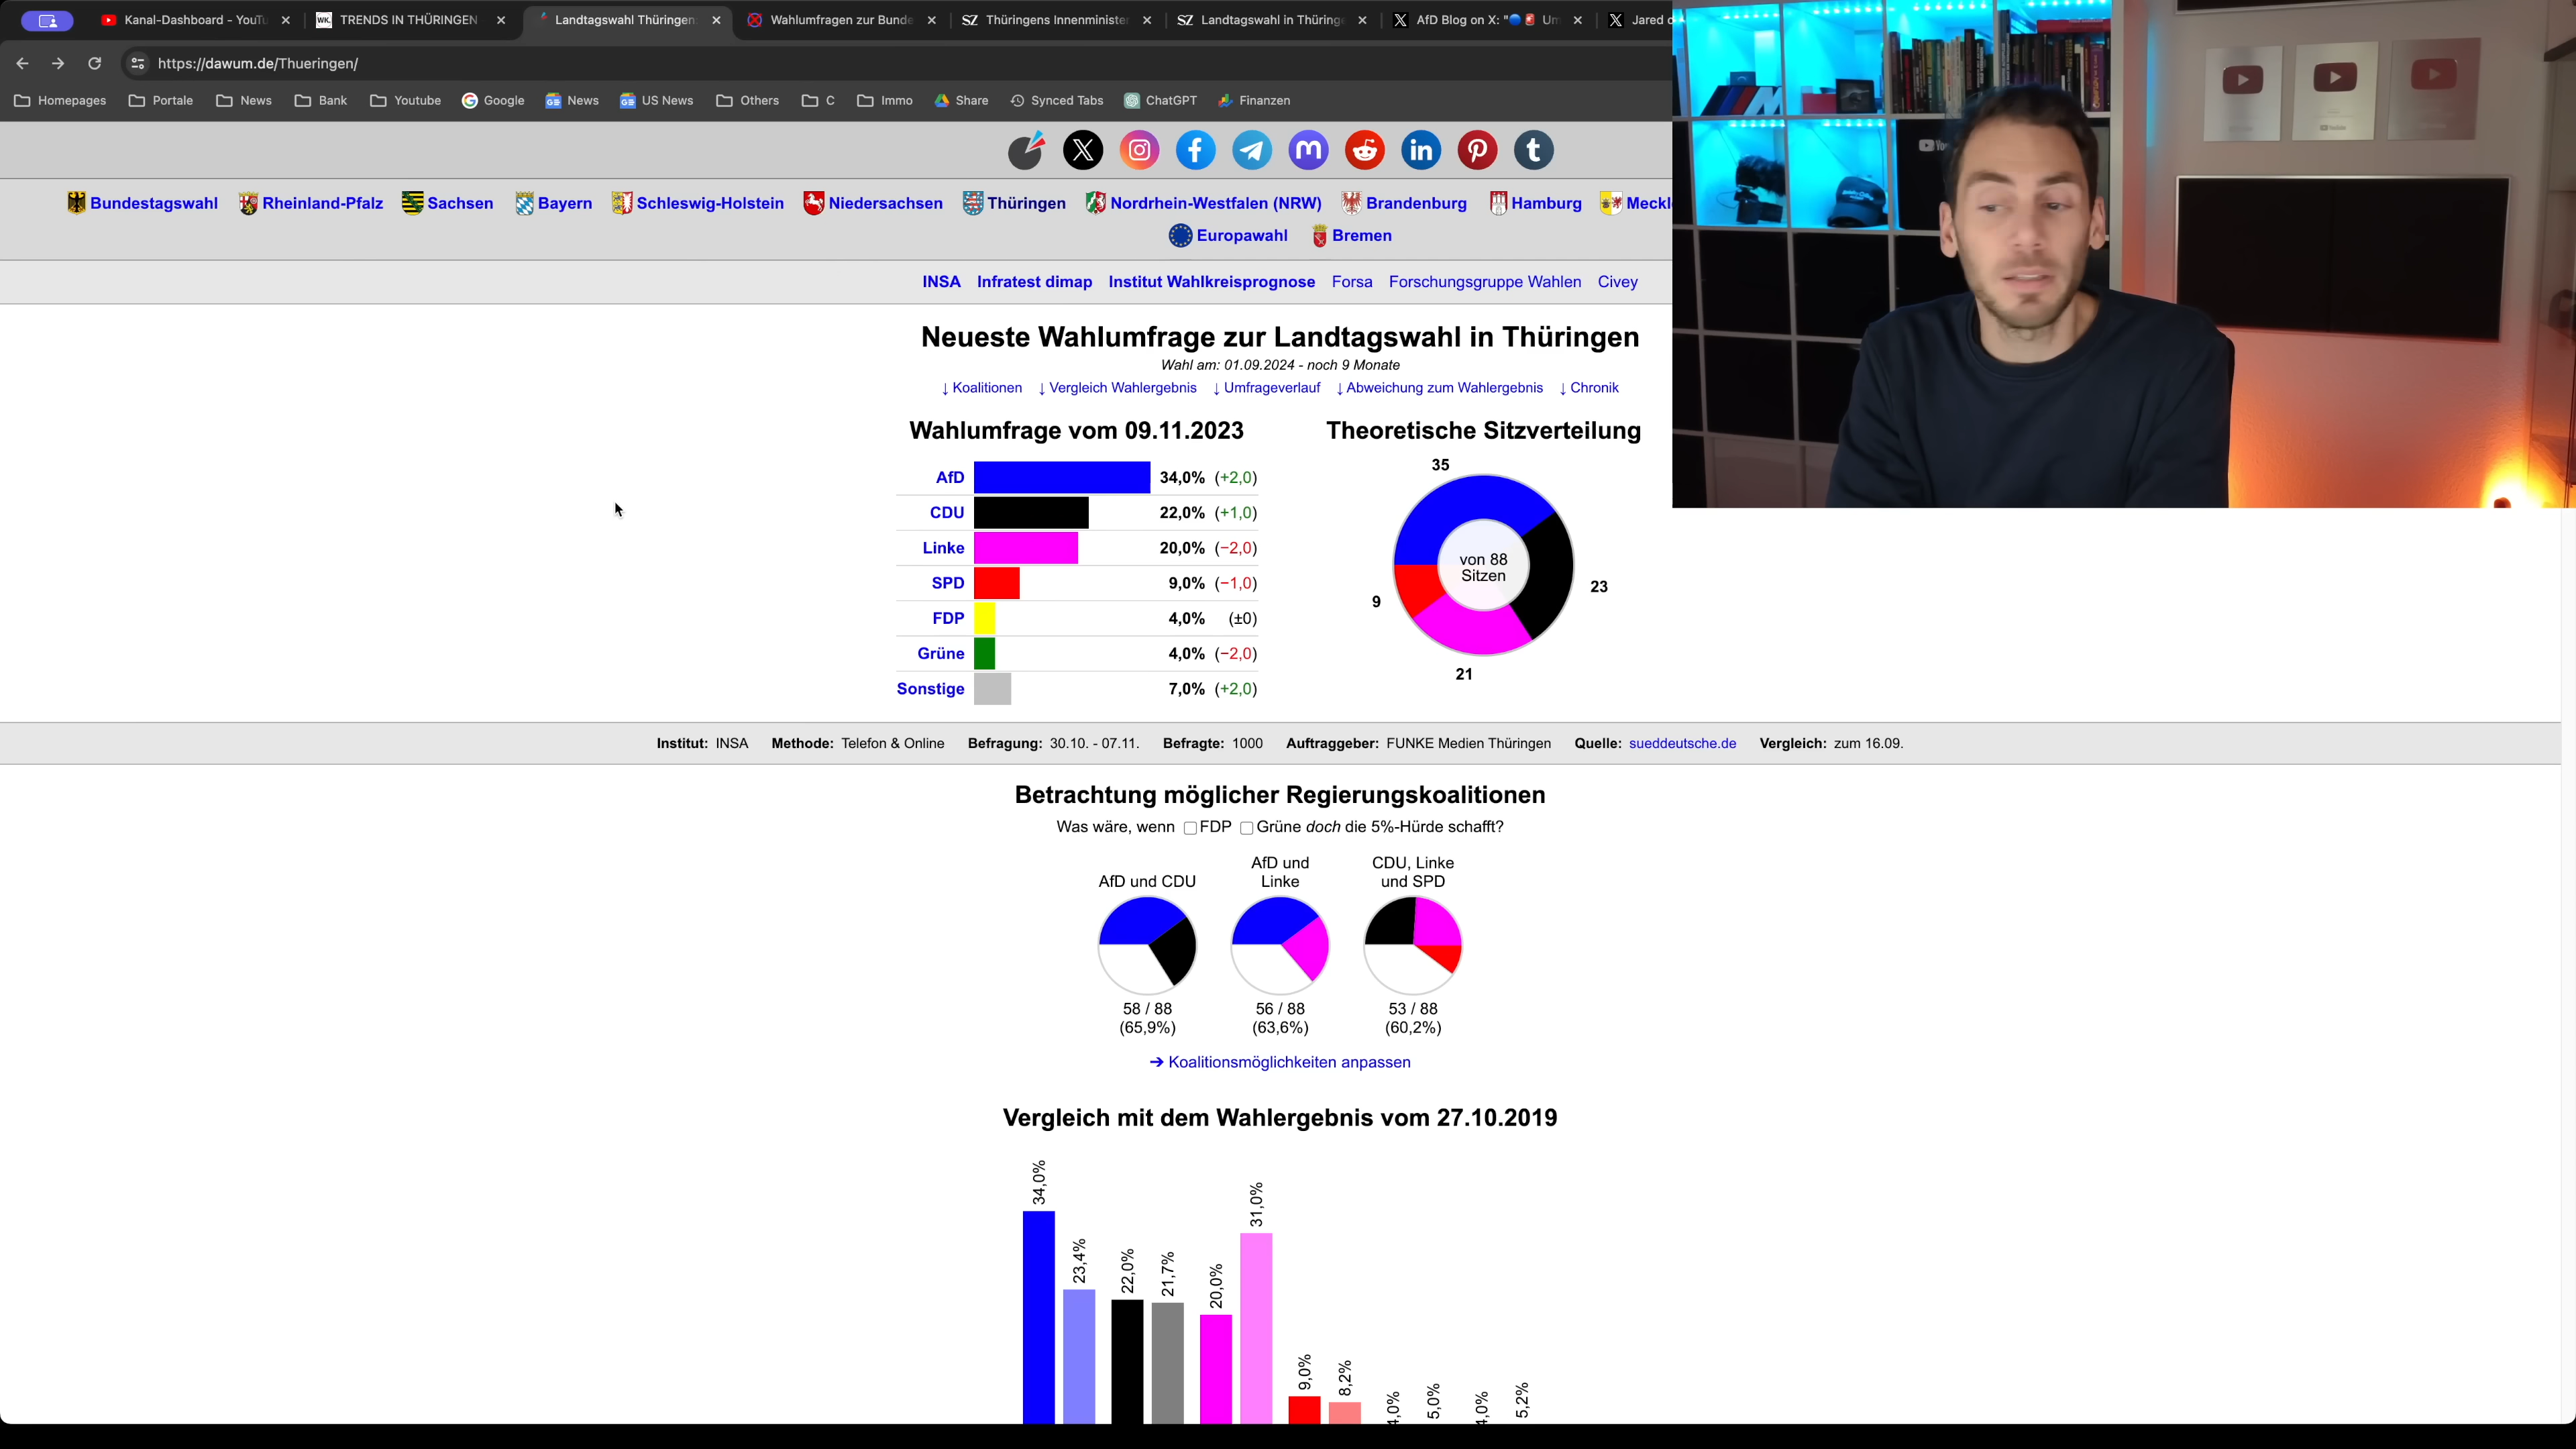 Kanal-Dashboard - YouTu
TRENDS IN THÜRINGEN
Landtagswahl Thüringen:
Wahlumfragen zur Bunde
SZ Thüringens Innenminister
SZ Landtagswahl in Thüringe
AfD Blog on X: "🔵🚨 Um
Jared
https://dawum.de/Thueringen/
Homepages Portale News Bank Youtube Google News US News Others C Immo Share Synced Tabs ChatGPT Finanzen
Bundestagswahl Rheinland-Pfalz Sachsen Bayern Schleswig-Holstein Niedersachsen Thüringen Nordrhein-Westfalen (NRW) Brandenburg Hamburg Meckl
Europawahl Bremen
INSA Infratest dimap Institut Wahlkreisprognose Forsa Forschungsgruppe Wahlen Civey
Neueste Wahlumfrage zur Landtagswahl in Thüringen
Wahl am: 01.09.2024 - noch 9 Monate
↓ Koalitionen ↓ Vergleich Wahlergebnis ↓ Umfrageverlauf ↓ Abweichung zum Wahlergebnis ↓ Chronik
Wahlumfrage vom 09.11.2023
AfD 34,0% (+2,0)
CDU 22,0% (+1,0)
Linke 20,0% (−2,0)
SPD 9,0% (−1,0)
FDP 4,0% (±0)
Grüne 4,0% (−2,0)
Sonstige 7,0% (+2,0)
Theoretische Sitzverteilung
35
von 88
Sitzen
23
9
21
Institut: INSA Methode: Telefon & Online Befragung: 30.10. - 07.11. Befragte: 1000 Auftraggeber: FUNKE Medien Thüringen Quelle: sueddeutsche.de Vergleich: zum 16.09.
Betrachtung möglicher Regierungskoalitionen
Was wäre, wenn FDP Grüne doch die 5%-Hürde schafft?
AfD und CDU
58 / 88
(65,9%)
AfD und
Linke
56 / 88
(63,6%)
CDU, Linke
und SPD
53 / 88
(60,2%)
➔ Koalitionsmöglichkeiten anpassen
Vergleich mit dem Wahlergebnis vom 27.10.2019
34,0%
23,4%
22,0%
21,7%
20,0%
31,0%
9,0%
8,2%
5,0%
5,2%